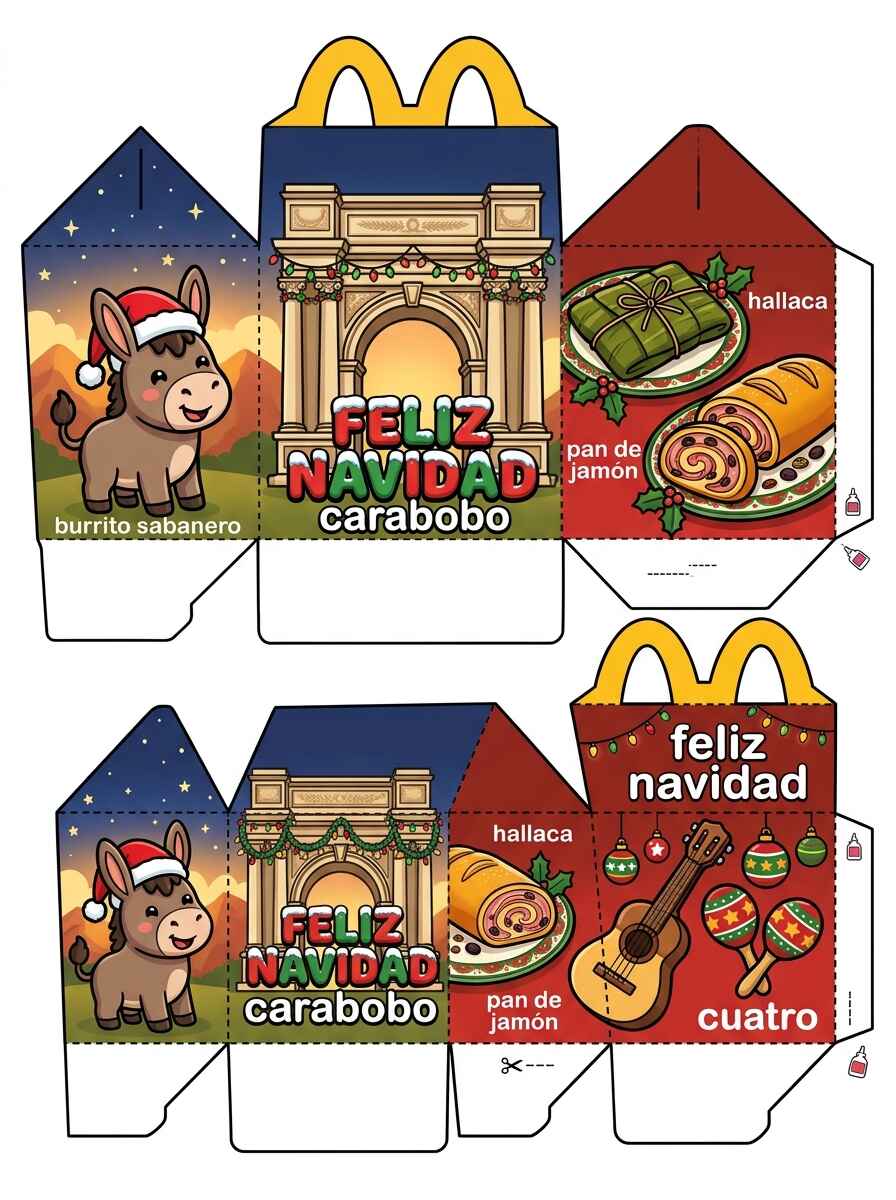 hallaca
pan de
jamón
FELIZ
NAVIDAD
carabobo
burrito sabanero
feliz
navidad
hallaca
FELIZ
NAVIDAD
carabobo
pan de
jamón
cuatro